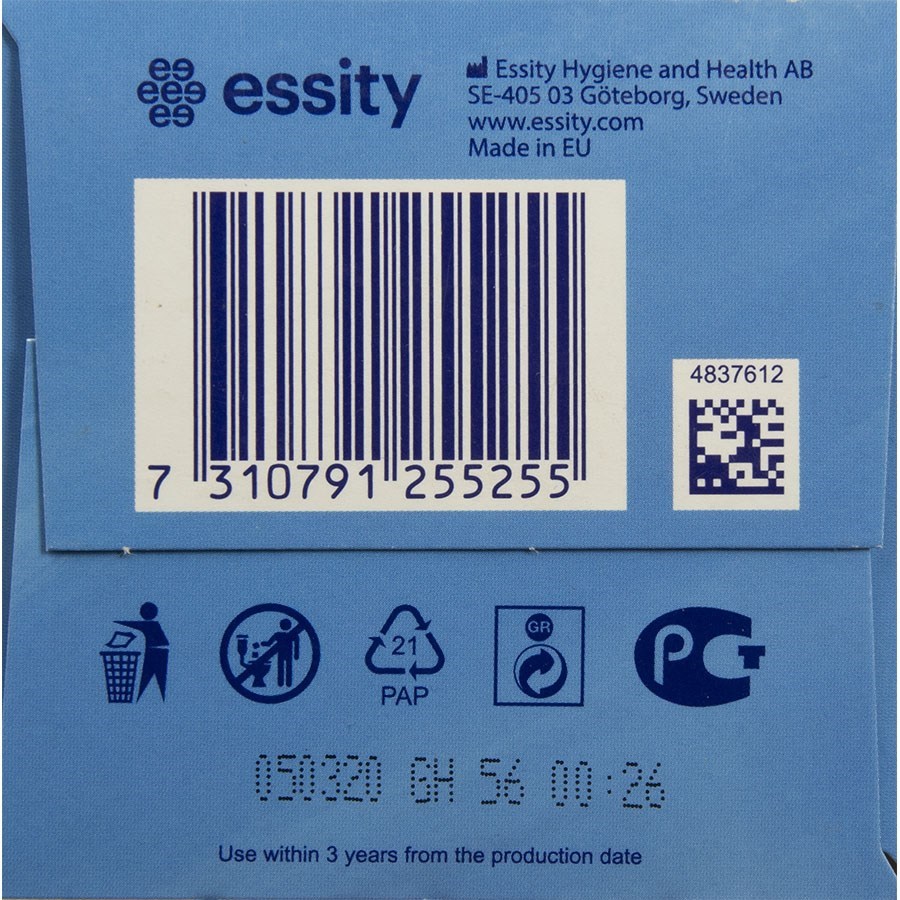 essity
Essity Hygiene and Health AB
SE-405 03 Göteborg, Sweden
www.essity.com
Made in EU
7 310791 255255
4837612
21
PAP
GR
РСТ
050320 GH 56 00:26
Use within 3 years from the production date